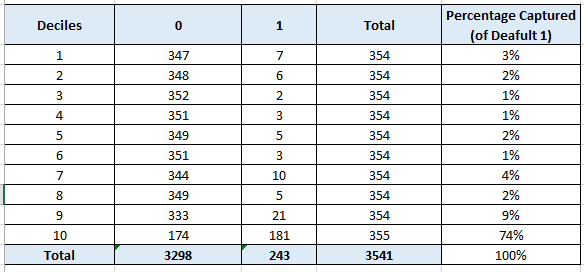 Deciles 0 1 Total Percentage Captured
(of Deafult 1)
1 347 7 354 3%
2 348 6 354 2%
3 352 2 354 1%
4 351 3 354 1%
5 349 5 354 2%
6 351 3 354 1%
7 344 10 354 4%
8 349 5 354 2%
9 333 21 354 9%
10 174 181 355 74%
Total 3298 243 3541 100%